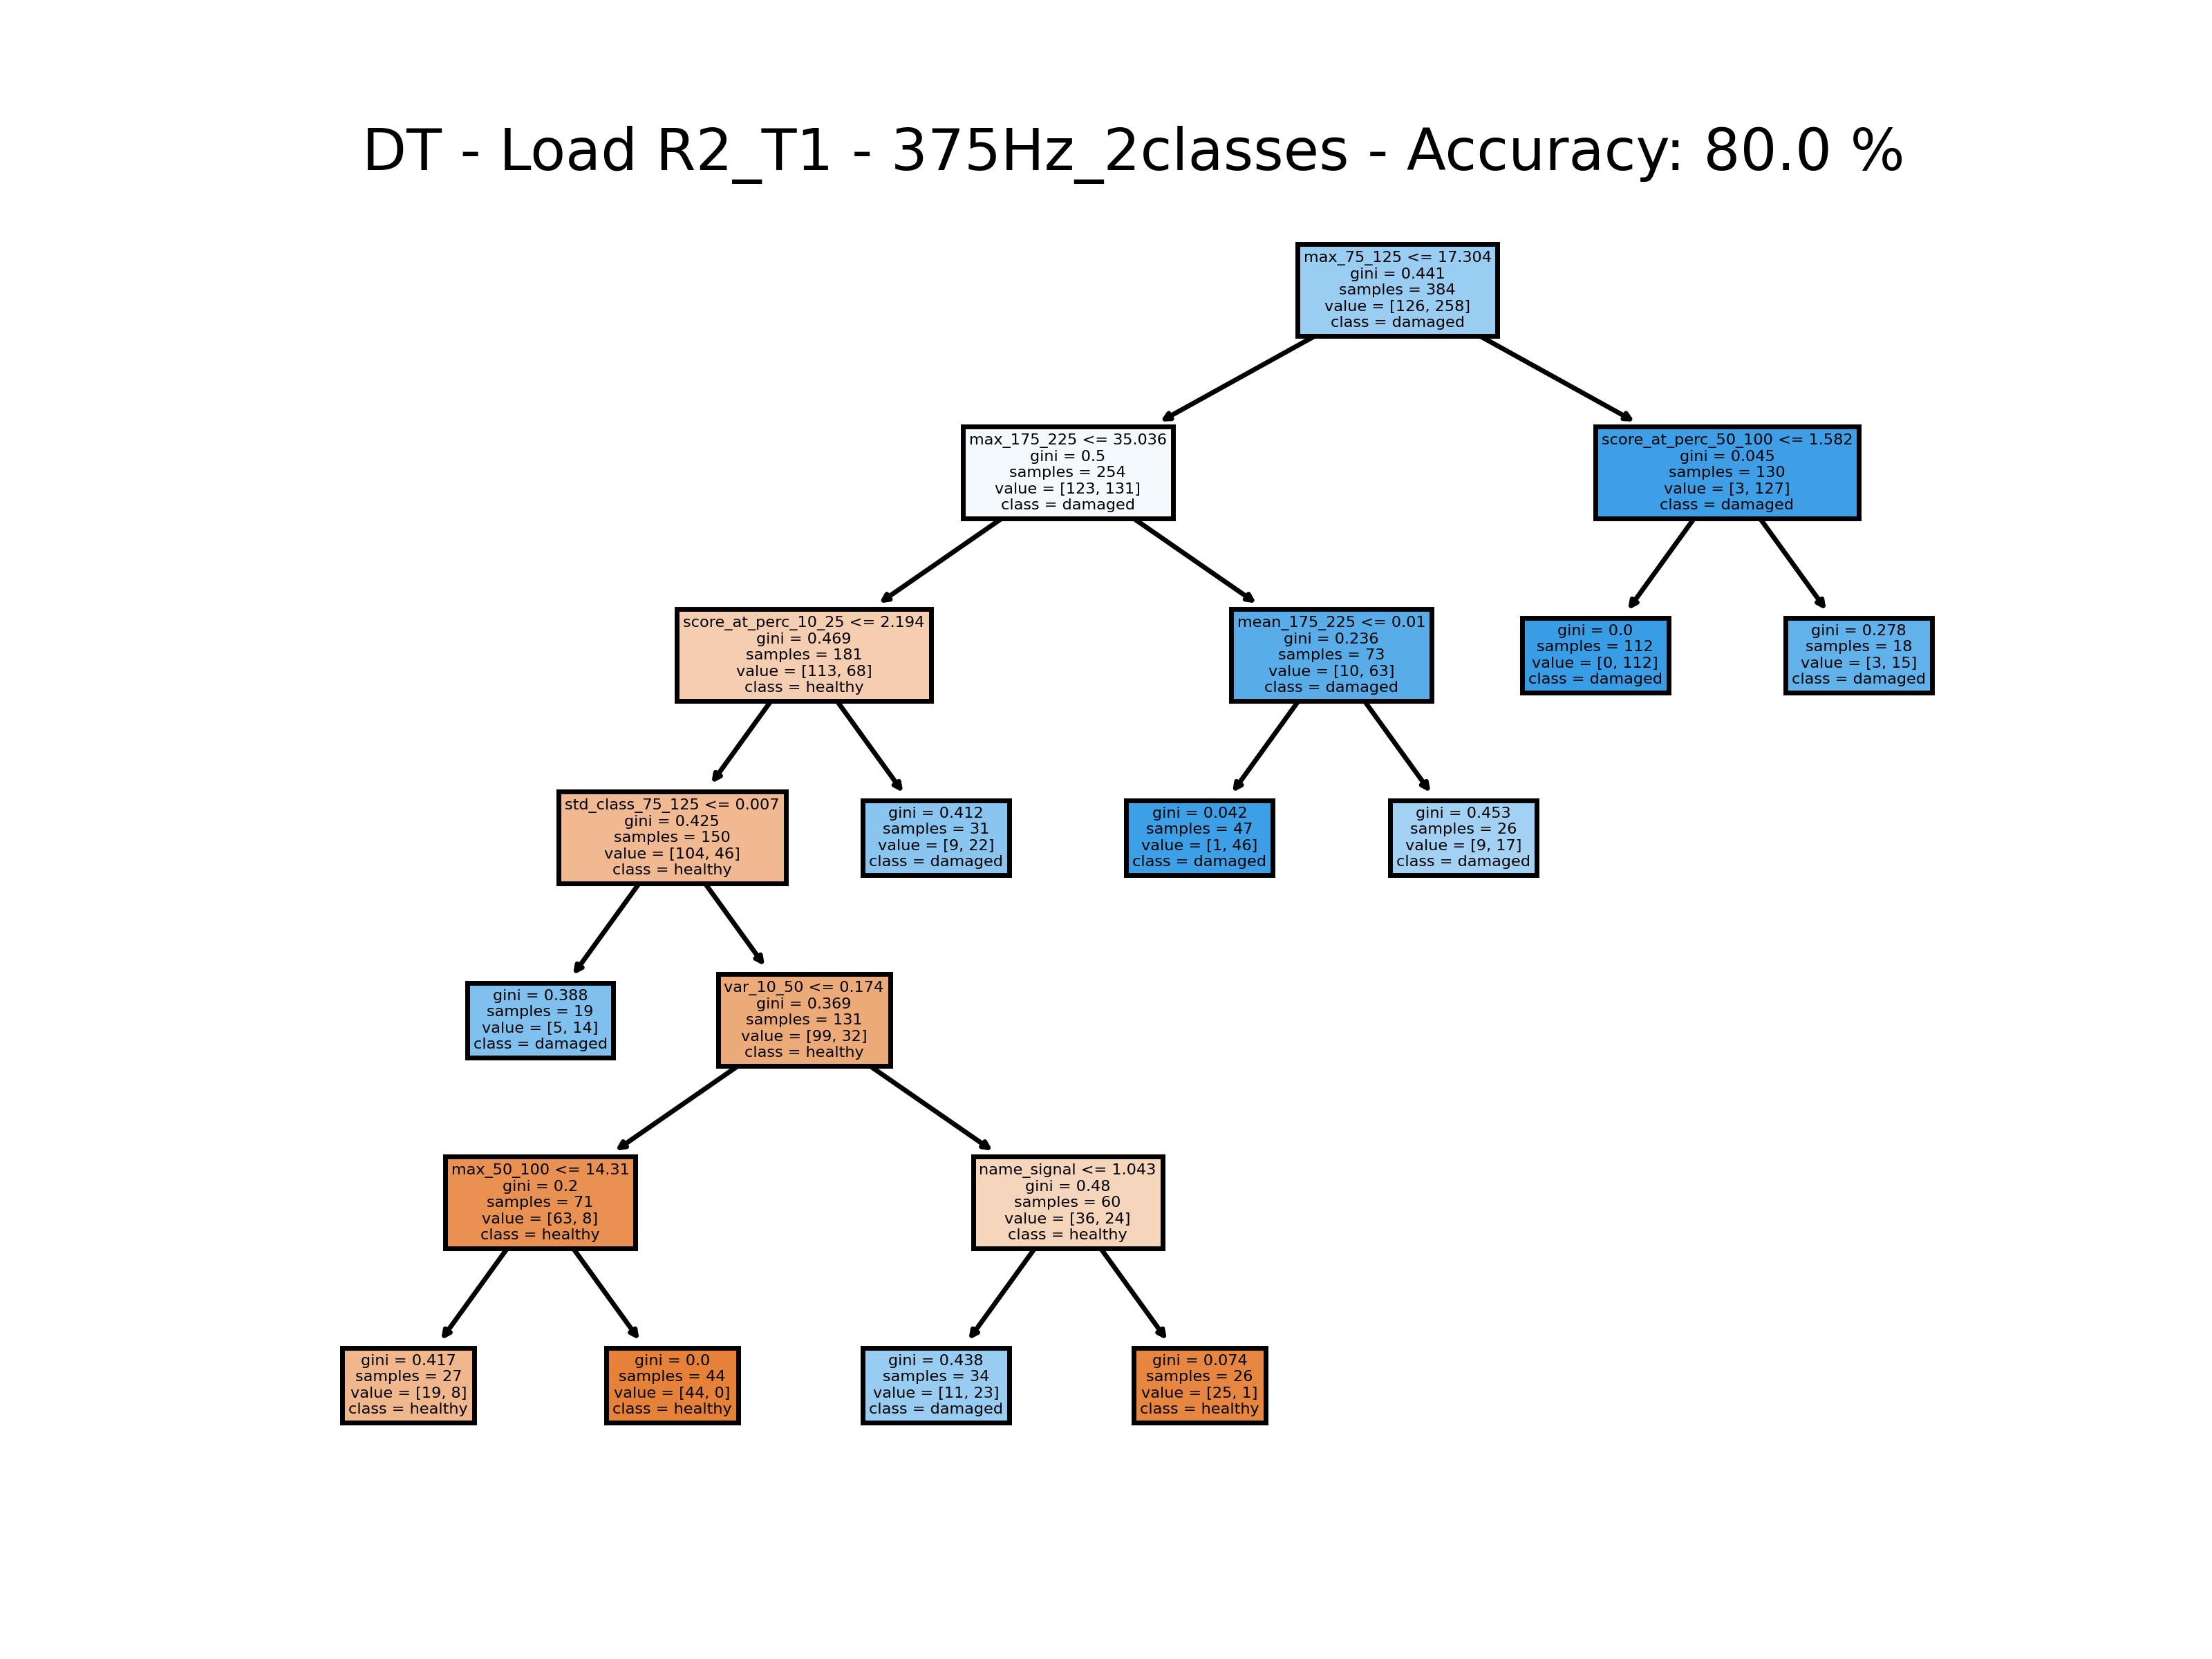 DT - Load R2_T1 - 375Hz_2classes - Accuracy: 80.0 %
max_75_125 <= 17.304
gini = 0.441
samples = 384
value = [126, 258]
class = damaged
max_175_225 <= 35.036
gini = 0.5
samples = 254
value = [123, 131]
class = damaged
score_at_perc_50_100 <= 1.582
gini = 0.045
samples = 130
value = [3, 127]
class = damaged
score_at_perc_10_25 <= 2.194
gini = 0.469
samples = 181
value = [113, 68]
class = healthy
mean_175_225 <= 0.01
gini = 0.236
samples = 73
value = [10, 63]
class = damaged
gini = 0.0
samples = 112
value = [0, 112]
class = damaged
gini = 0.278
samples = 18
value = [3, 15]
class = damaged
std_class_75_125 <= 0.007
gini = 0.425
samples = 150
value = [104, 46]
class = healthy
gini = 0.412
samples = 31
value = [9, 22]
class = damaged
gini = 0.042
samples = 47
value = [1, 46]
class = damaged
gini = 0.453
samples = 26
value = [9, 17]
class = damaged
gini = 0.388
samples = 19
value = [5, 14]
class = damaged
var_10_50 <= 0.174
gini = 0.369
samples = 131
value = [99, 32]
class = healthy
max_50_100 <= 14.31
gini = 0.2
samples = 71
value = [63, 8]
class = healthy
name_signal <= 1.043
gini = 0.48
samples = 60
value = [36, 24]
class = healthy
gini = 0.417
samples = 27
value = [19, 8]
class = healthy
gini = 0.0
samples = 44
value = [44, 0]
class = healthy
gini = 0.438
samples = 34
value = [11, 23]
class = damaged
gini = 0.074
samples = 26
value = [25, 1]
class = healthy